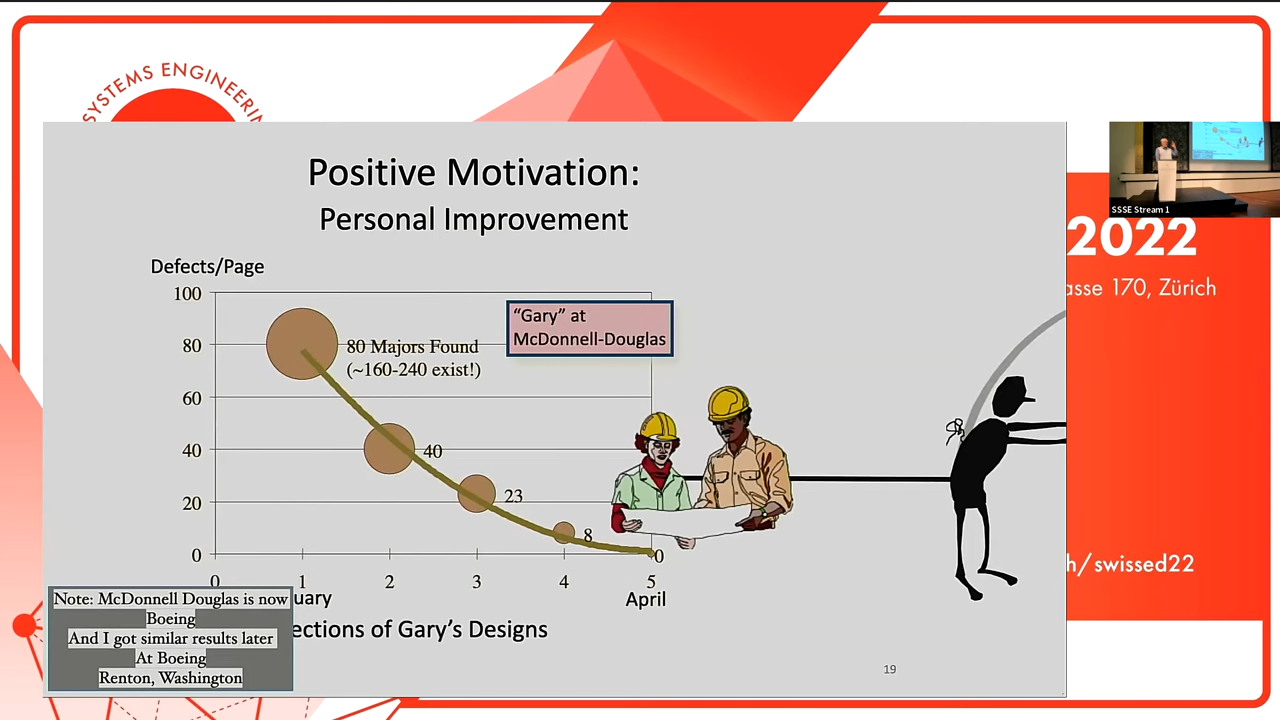 SYSTEMS ENGINEERIN
Positive Motivation:
Personal Improvement
Defects/Page
100
80
60
40
20
0
80 Majors Found
(~160-240 exist!)
40
23
8
0
"Gary" at
McDonnell-Douglas
0
1
2
3
4
5
uary
April
ections of Gary's Designs
Note: McDonnell Douglas is now
Boeing
And I got similar results later
At Boeing
Renton, Washington
19
SSSE Stream 1
2022
asse 170, Zürich
h/swissed22